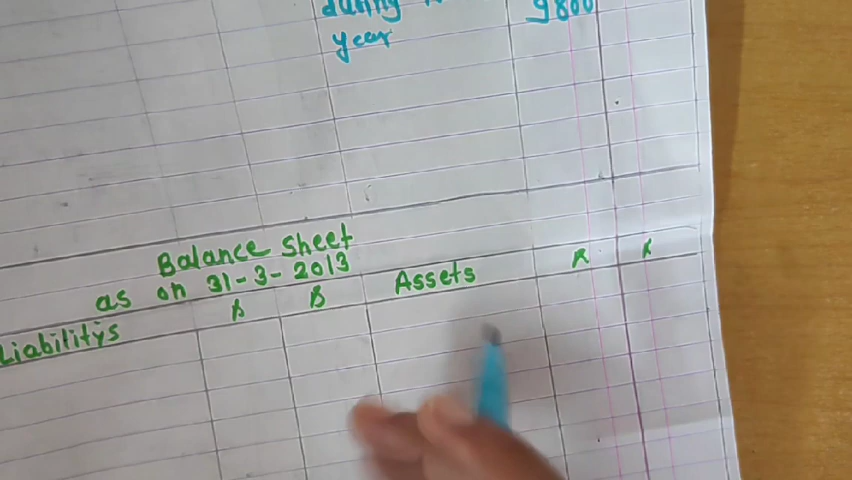 during
9800
year
Balance Sheet
as on 31-3-2013
Liabilitys
Assets